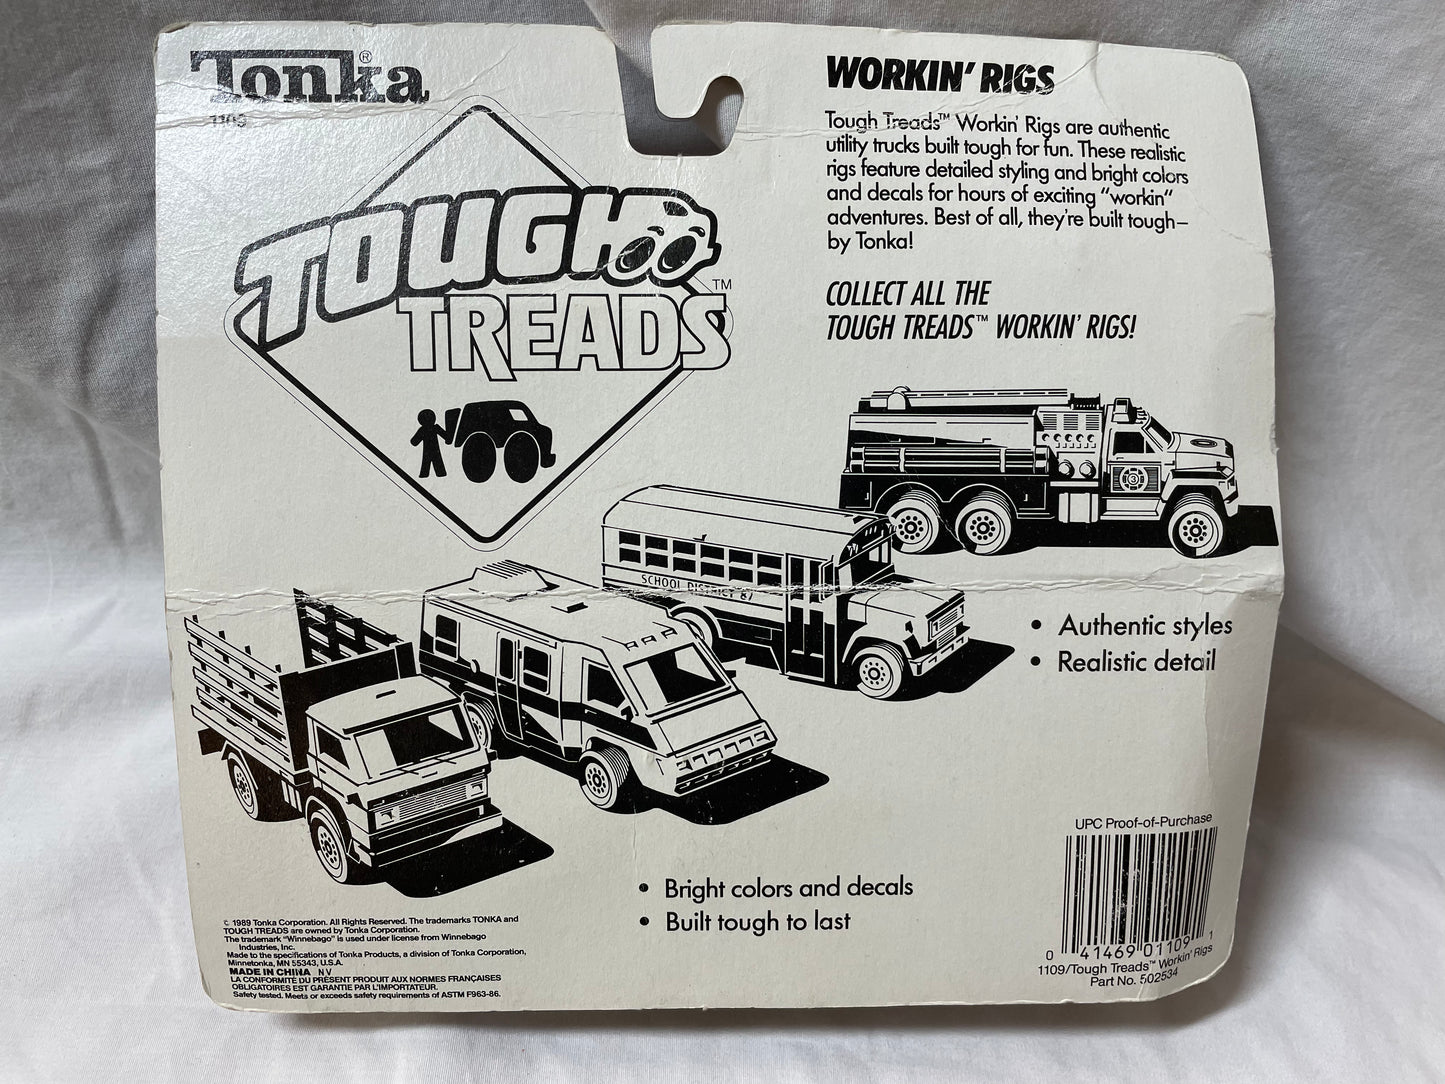 Tonka®
1109
TOUGH
TREADS™
WORKIN' RIGS
Tough Treads™ Workin' Rigs are authentic
utility trucks built tough for fun. These realistic
rigs feature detailed styling and bright colors
and decals for hours of exciting "workin"
adventures. Best of all, they're built tough—
by Tonka!
COLLECT ALL THE
TOUGH TREADS™ WORKIN' RIGS!
3
SCHOOL DISTRICT 87
• Authentic styles
• Realistic detail
• Bright colors and decals
• Built tough to last
© 1989 Tonka Corporation. All Rights Reserved. The trademarks TONKA and
TOUGH TREADS are owned by Tonka Corporation.
The trademark "Winnebago" is used under license from Winnebago
Industries, Inc.
Made to the specifications of Tonka Products, a division of Tonka Corporation,
Minnetonka, MN 55343, U.S.A.
MADE IN CHINA NV
LA CONFORMITÉ DU PRÉSENT PRODUIT AUX NORMES FRANÇAISES
OBLIGATOIRES EST GARANTIE PAR L'IMPORTATEUR.
Safety tested. Meets or exceeds safety requirements of ASTM F963-86.
UPC Proof-of-Purchase
0 41469 01109 1
1109/Tough Treads™ Workin' Rigs
Part No. 502534